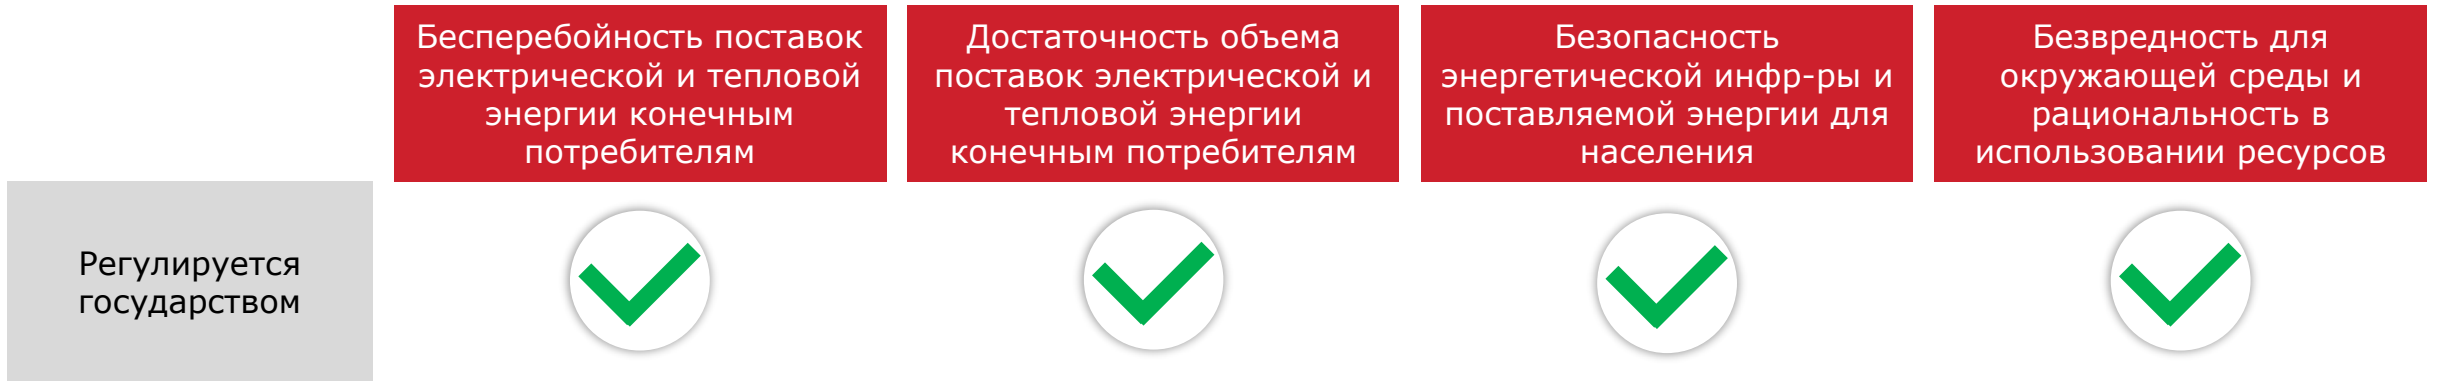 Бесперебойность поставок
электрической и тепловой
энергии конечным
потребителям
Достаточность объема
поставок электрической и
тепловой энергии
конечным потребителям
Безопасность
энергетической инфр-ры и
поставляемой энергии для
населения
Безвредность для
окружающей среды и
рациональность в
использовании ресурсов
Регулируется
государством